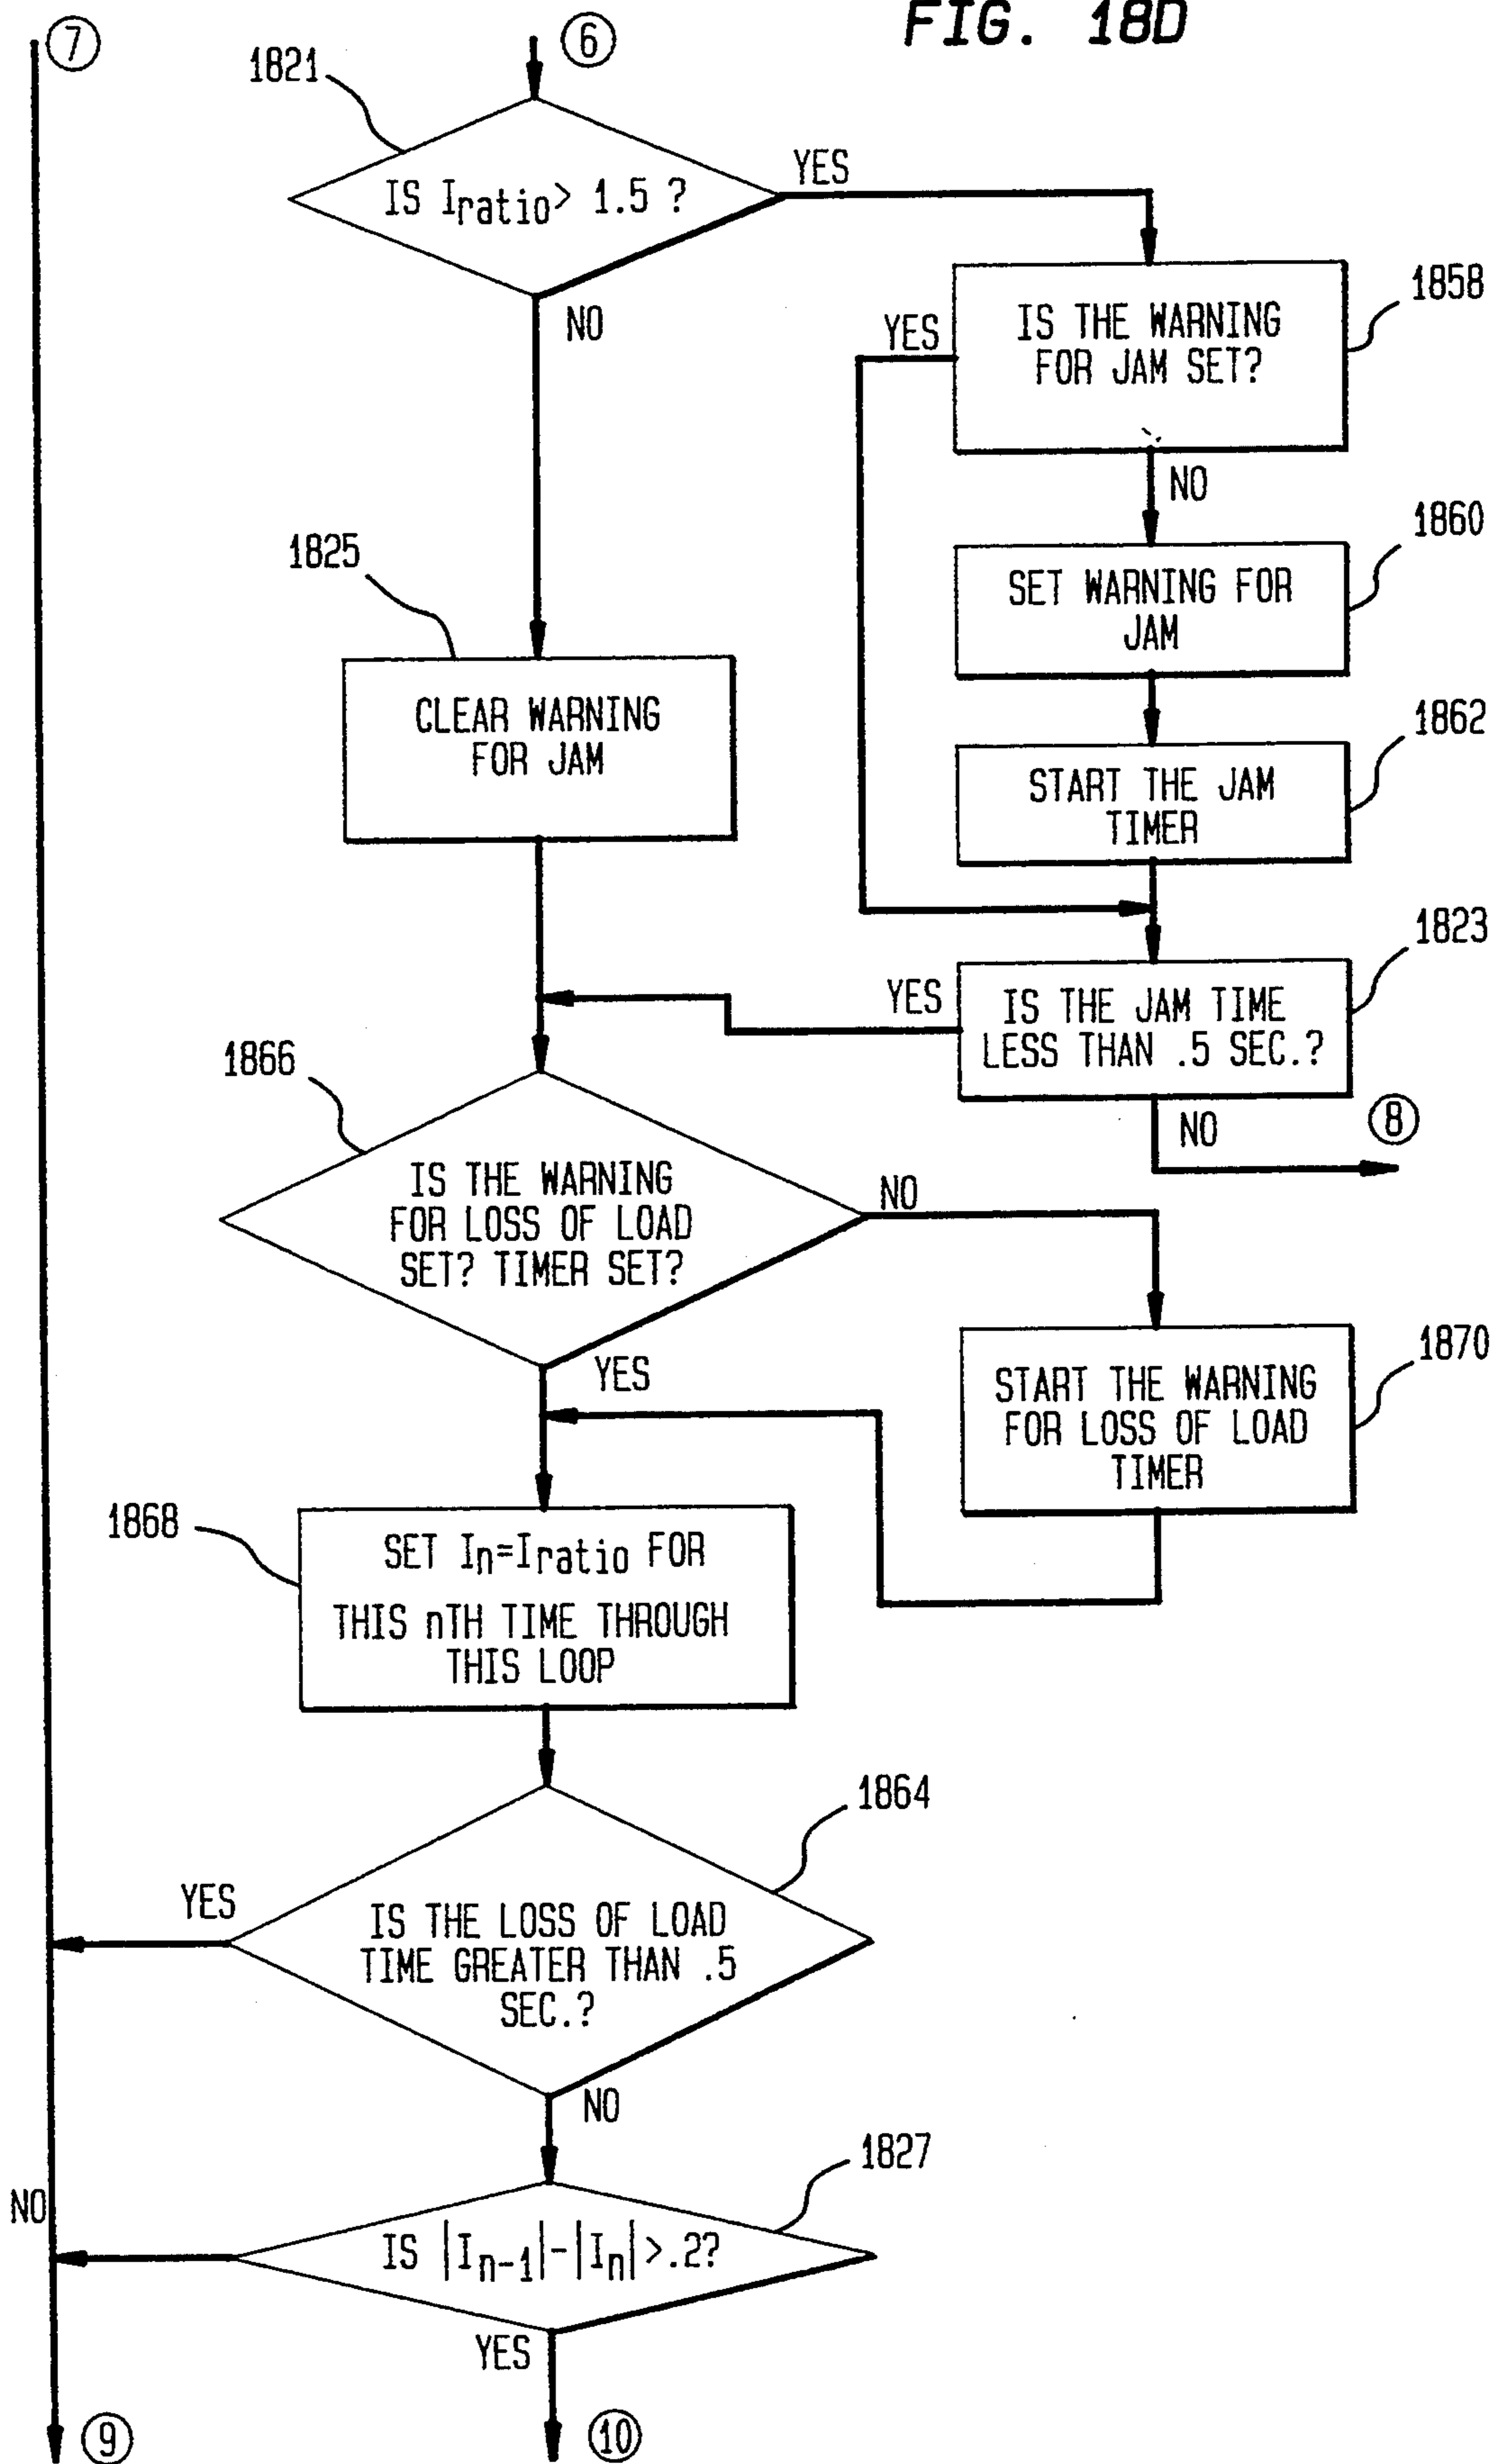 FIG. 18D
7
6
1821
IS Iratio> 1.5 ?
YES
NO
1858
IS THE WARNING
FOR JAM SET?
YES
NO
1860
SET WARNING FOR
JAM
1825
CLEAR WARNING
FOR JAM
1862
START THE JAM
TIMER
1823
IS THE JAM TIME
LESS THAN .5 SEC.?
YES
NO
8
1866
IS THE WARNING
FOR LOSS OF LOAD
SET? TIMER SET?
NO
YES
1870
START THE WARNING
FOR LOSS OF LOAD
TIMER
1868
SET In=Iratio FOR
THIS nTH TIME THROUGH
THIS LOOP
1864
YES
IS THE LOSS OF LOAD
TIME GREATER THAN .5
SEC.?
NO
1827
NO
IS |In-1|-|In|>.2?
YES
9
10